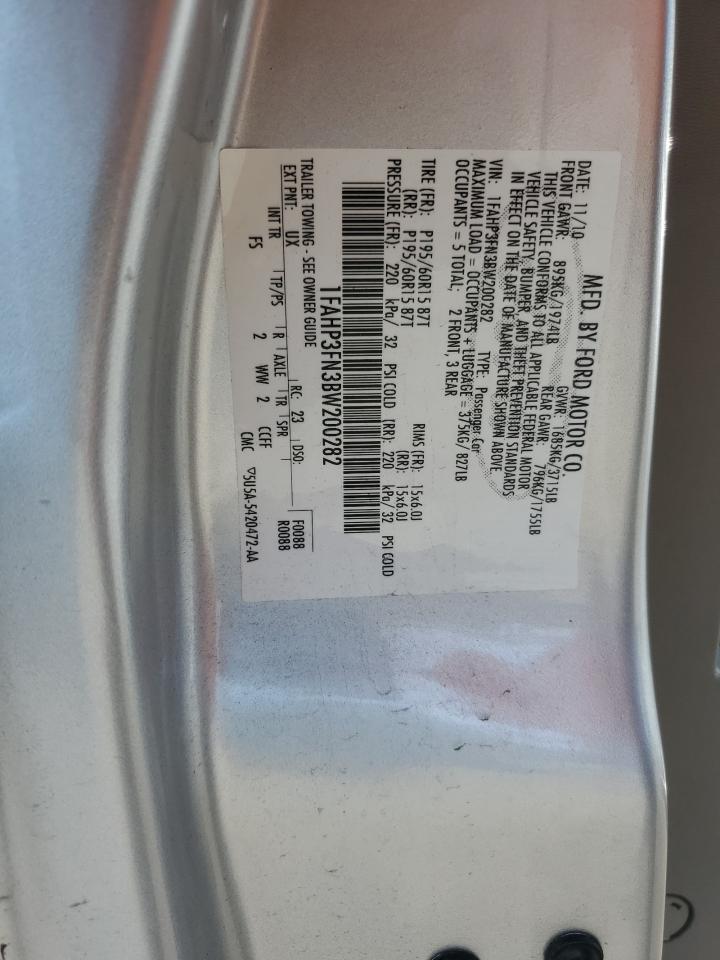 MFD. BY FORD MOTOR CO.
DATE: 11/10 GVWR: 1685KG/3715LB
FRONT GAWR: 895KG/1974LB REAR GAWR: 796KG/1755LB
THIS VEHICLE CONFORMS TO ALL APPLICABLE FEDERAL MOTOR
VEHICLE SAFETY, BUMPER, AND THEFT PREVENTION STANDARDS
IN EFFECT ON THE DATE OF MANUFACTURE SHOWN ABOVE.
VIN: 1FAHP3FN3BW200282 TYPE: Passenger Car
MAXIMUM LOAD = OCCUPANTS + LUGGAGE = 375KG/ 827LB
OCCUPANTS = 5 TOTAL: 2 FRONT, 3 REAR
TIRE (FR): P195/60R15 87T RIMS (FR): 15x6.0J
(RR): P195/60R15 87T (RR): 15x6.0J
PRESSURE (FR): 220 kPa/ 32 PSI COLD (RR): 220 kPa/ 32 PSI COLD
1FAHP3FN3BW200282
TRAILER TOWING - SEE OWNER GUIDE
EXT PNT: UX RC: 23 DSO: F0088
INT TR TP/PS R AXLE TR SPR R0088
FS 2 WW 2 CCFF
CMC ▽5U5A-5420472-AA